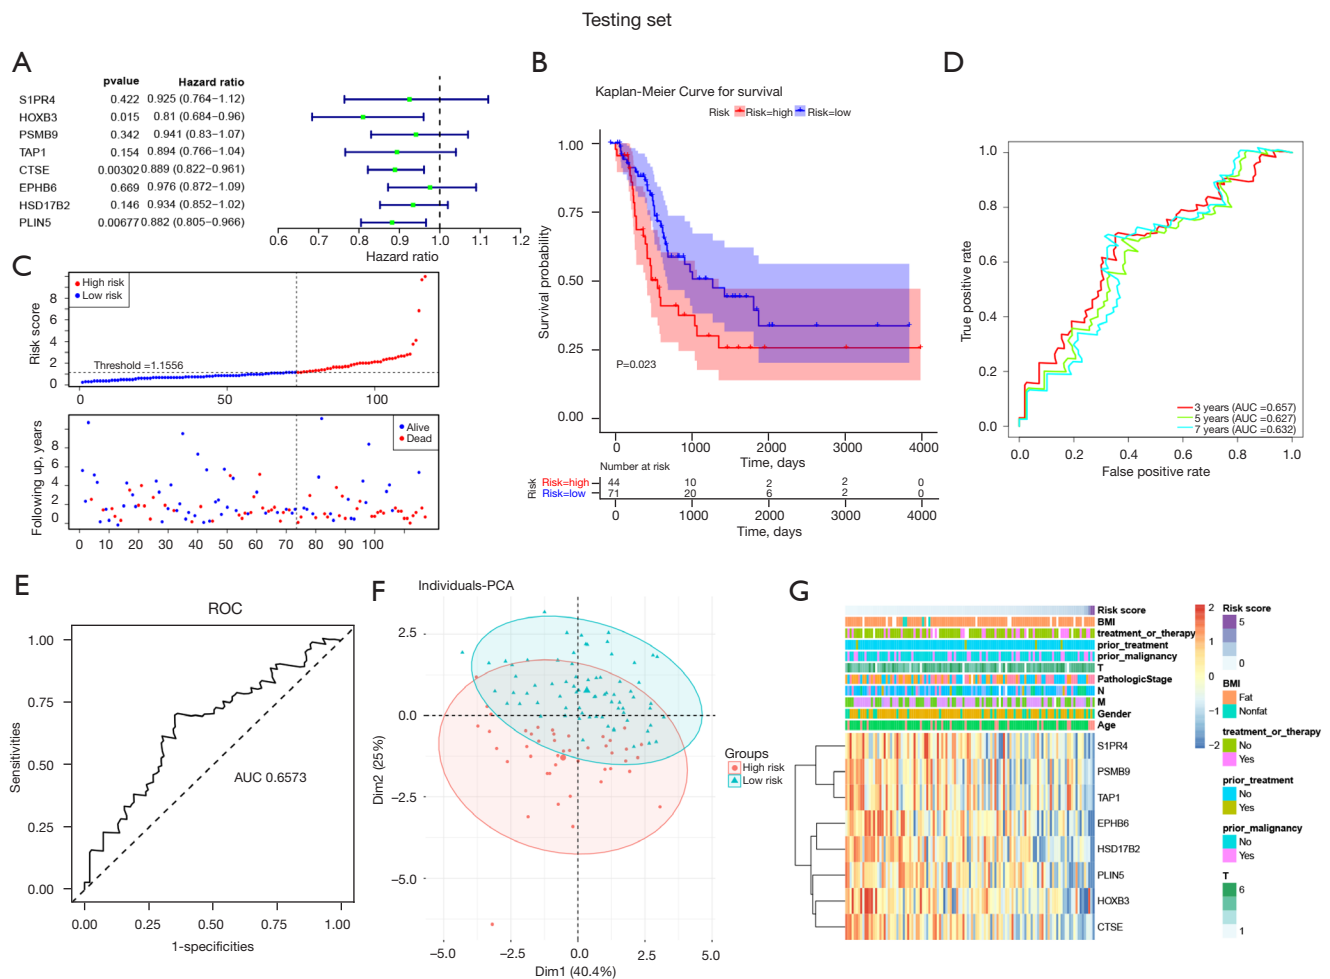 Testing set
A
pvalue Hazard ratio
S1PR4 0.422 0.925 (0.764−1.12)
HOXB3 0.015 0.81 (0.684−0.96)
PSMB9 0.342 0.941 (0.83−1.07)
TAP1 0.154 0.894 (0.766−1.04)
CTSE 0.00302 0.889 (0.822−0.961)
EPHB6 0.669 0.976 (0.872−1.09)
HSD17B2 0.146 0.934 (0.852−1.02)
PLIN5 0.00677 0.882 (0.805−0.966)
0.6 0.7 0.8 0.9 1.0 1.1 1.2
Hazard ratio
B
Kaplan-Meier Curve for survival
Risk Risk=high Risk=low
1.00
0.75
0.50
0.25
0.00
Survival probability
P=0.023
0 1000 2000 3000 4000
Time, days
Number at risk
Risk
Risk=high 44 10 2 2 0
Risk=low 71 20 6 2 0
0 1000 2000 3000 4000
Time, days
C
High risk
Low risk
Risk score
8
6
4
2
0
Threshold =1.1556
0 50 100
Alive
Dead
Following up, years
8
6
4
2
0
0 10 20 30 40 50 60 70 80 90 100
D
1.0
0.8
0.6
0.4
0.2
0.0
True positive rate
3 years (AUC =0.657)
5 years (AUC =0.627)
7 years (AUC =0.632)
0.0 0.2 0.4 0.6 0.8 1.0
False positive rate
E
ROC
1.00
0.75
0.50
0.25
0.00
Sensitivities
AUC 0.6573
0.00 0.25 0.50 0.75 1.00
1-specificities
F
Individuals-PCA
2.5
0.0
−2.5
−5.0
Dim2 (25%)
−5.0 −2.5 0.0 2.5 5.0
Dim1 (40.4%)
Groups
High risk
Low risk
G
Risk score
BMI
treatment_or_therapy
prior_treatment
prior_malignancy
T
PathologicStage
N
M
Gender
Age
S1PR4
PSMB9
TAP1
EPHB6
HSD17B2
PLIN5
HOXB3
CTSE
2
1
0
−1
−2
Risk score
5
0
BMI
Fat
Nonfat
treatment_or_therapy
No
Yes
prior_treatment
No
Yes
prior_malignancy
No
Yes
T
6
1